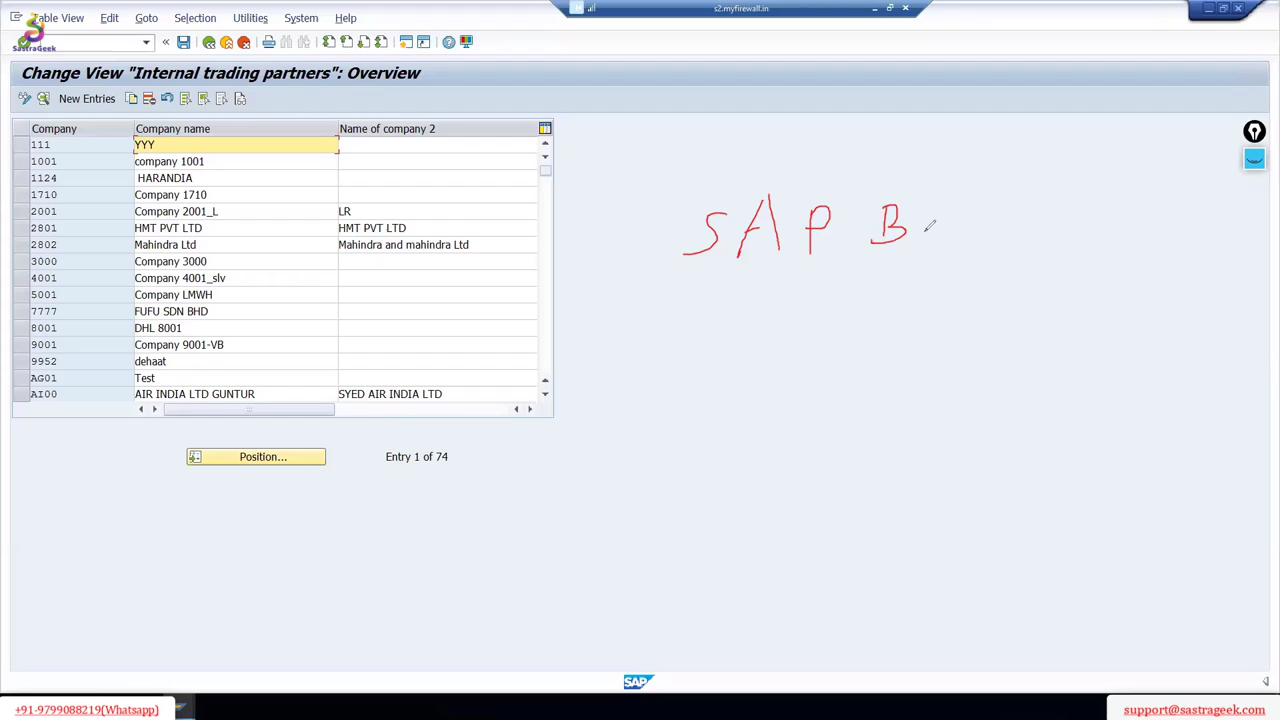 Table View Edit Goto Selection Utilities System Help
s2.myfirewall.in
SastraGeek
Change View "Internal trading partners": Overview
New Entries
Company Company name Name of company 2
111 YYY
1001 company 1001
1124 HARANDIA
1710 Company 1710
2001 Company 2001_L LR
2801 HMT PVT LTD HMT PVT LTD
2802 Mahindra Ltd Mahindra and mahindra Ltd
3000 Company 3000
4001 Company 4001_slv
5001 Company LMWH
7777 FUFU SDN BHD
8001 DHL 8001
9001 Company 9001-VB
9952 dehaat
AG01 Test
AI00 AIR INDIA LTD GUNTUR SYED AIR INDIA LTD
Position... Entry 1 of 74
SAP B
SAP
+91-9799088219(Whatsapp)
support@sastrageek.com